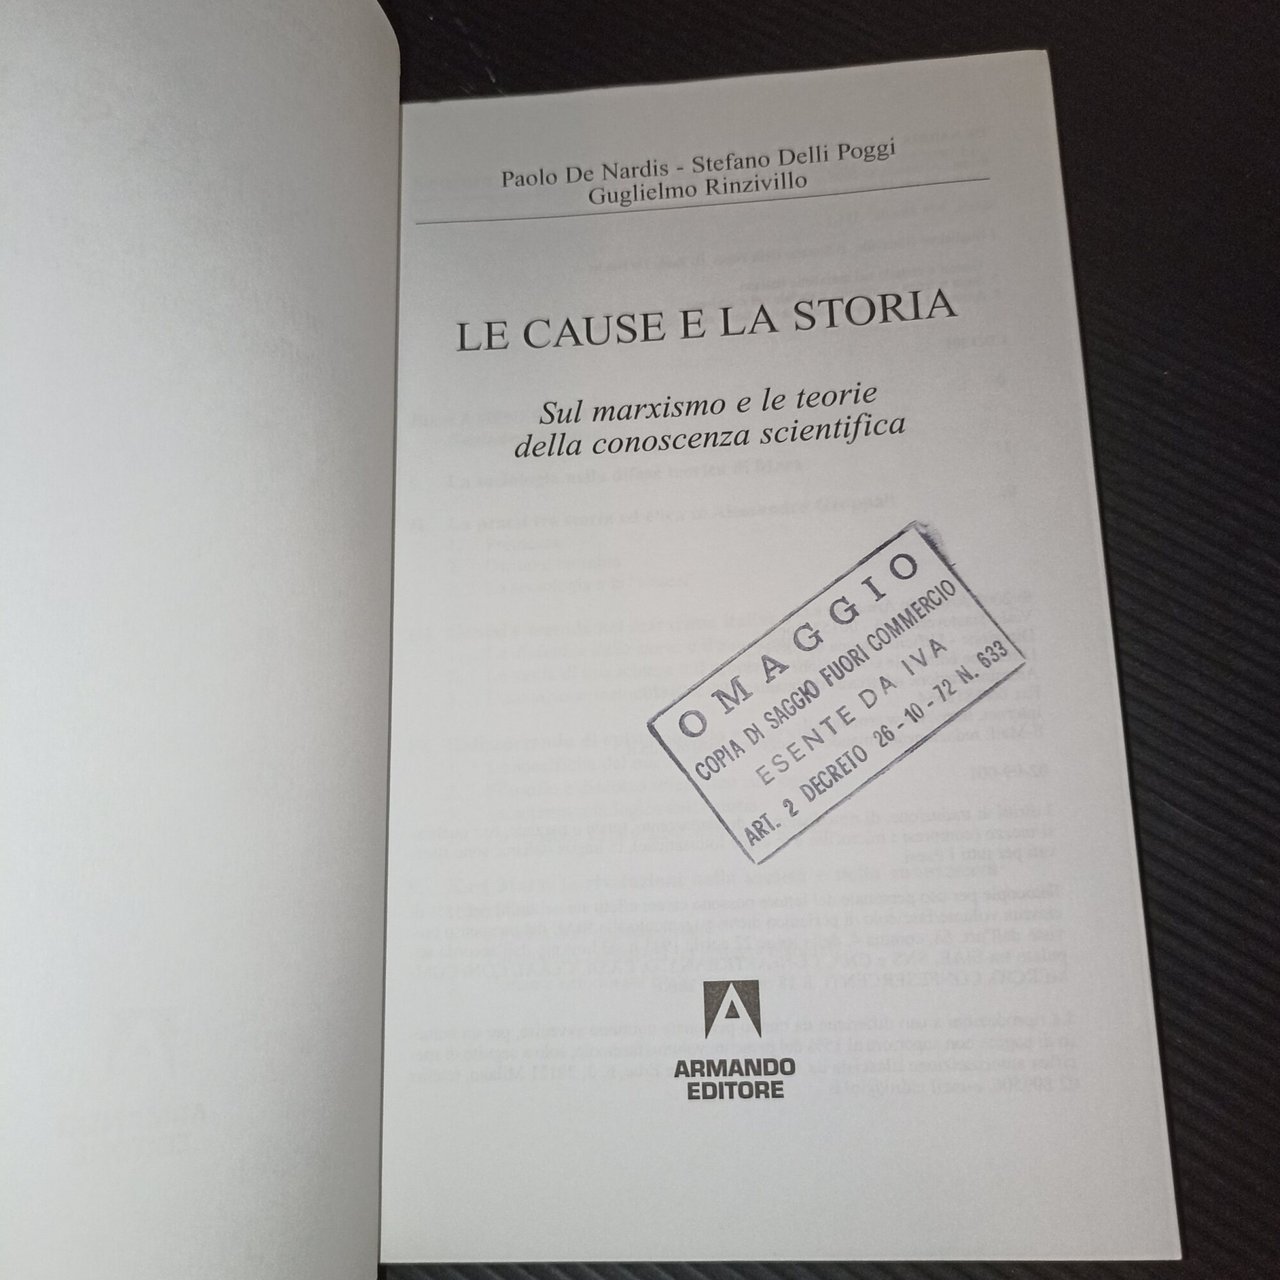 Paolo De Nardis - Stefano Delli Poggi
Guglielmo Rinzivillo
LE CAUSE E LA STORIA
Sul marxismo e le teorie
della conoscenza scientifica
OMAGGIO
COPIA DI SAGGIO FUORI COMMERCIO
ESENTE DA IVA
ART. 2 DECRETO 26-10-72 N. 633
ARMANDO
EDITORE